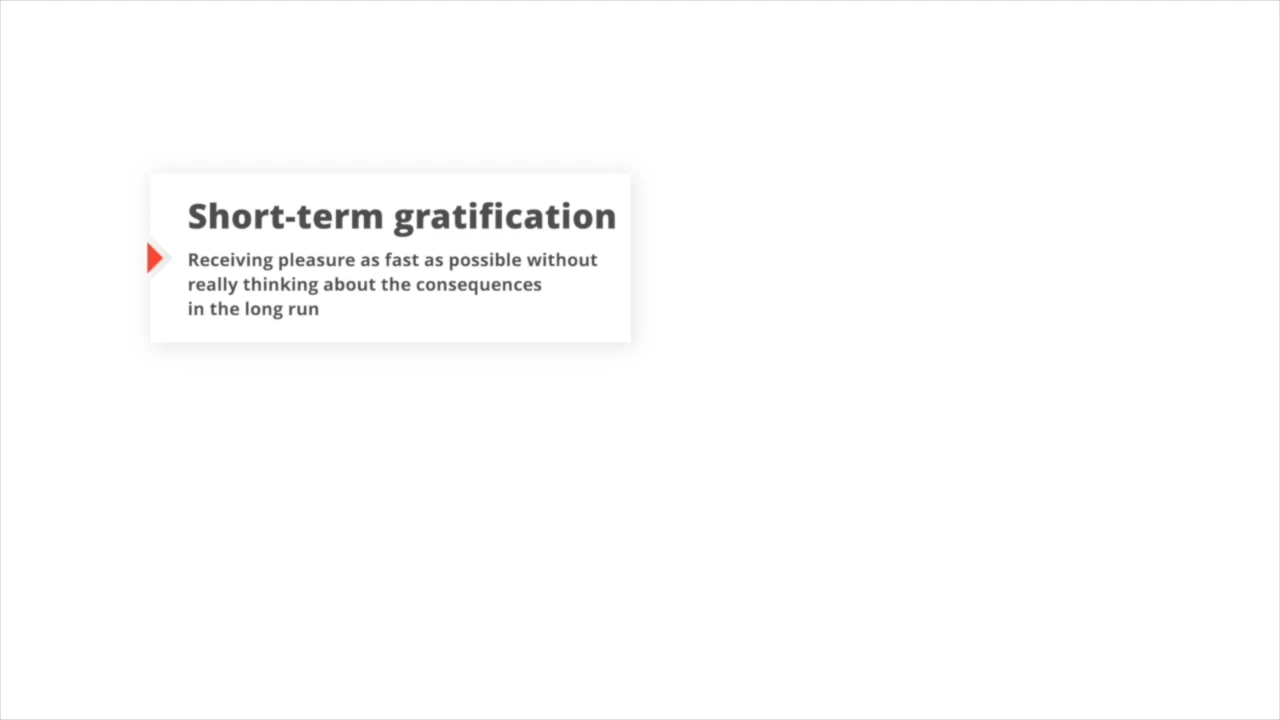 Short-term gratification
Receiving pleasure as fast as possible without
really thinking about the consequences
in the long run